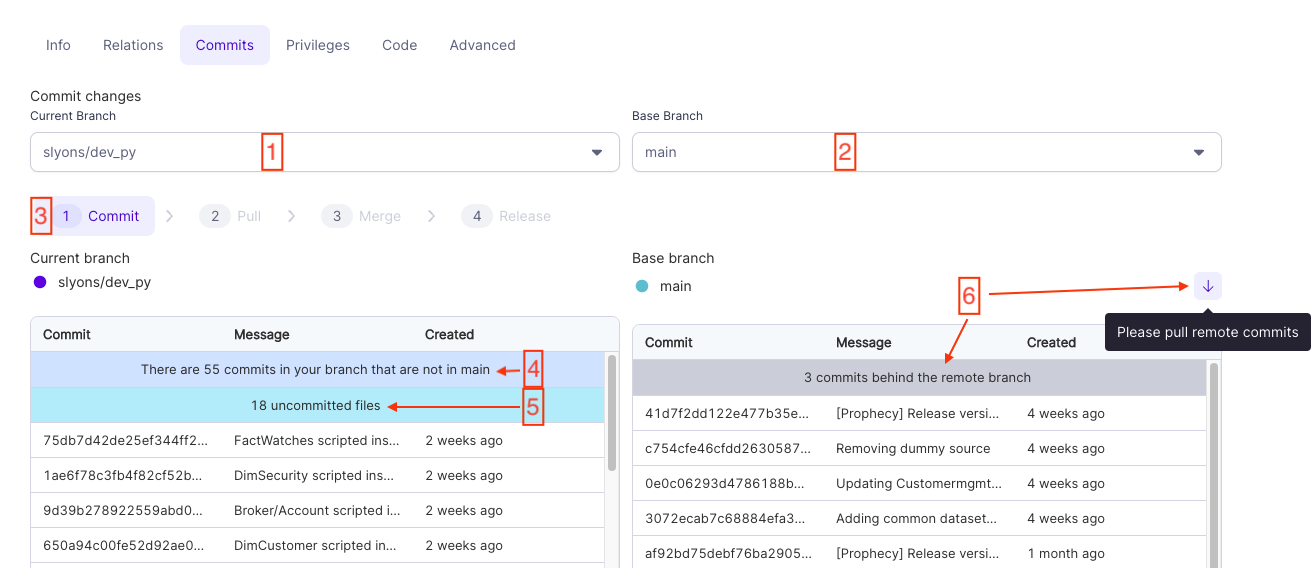 Info Relations Commits Privileges Code Advanced
Commit changes
Current Branch Base Branch
slyons/dev_py 1 main 2
3 1 Commit 2 Pull 3 Merge 4 Release
Current branch Base branch
slyons/dev_py main
6
Please pull remote commits
Commit Message Created
There are 55 commits in your branch that are not in main 4
18 uncommitted files 5
75db7d42de25ef344ff2... FactWatches scripted ins... 2 weeks ago
1ae6f78c3fb4f82cf52b... DimSecurity scripted ins... 2 weeks ago
9d39b278922559abd0... Broker/Account scripted i... 2 weeks ago
650a94c00fe52d92ae0... DimCustomer scripted in... 2 weeks ago
Commit Message Created
3 commits behind the remote branch
41d7f2dd122e477b35e... [Prophecy] Release versi... 4 weeks ago
c754cfe46cfdd2630587... Removing dummy source 4 weeks ago
0e0c06293d4786188b... Updating Customermgmt... 4 weeks ago
3072ecab7c68884efa3... Adding common dataset... 4 weeks ago
af92bd75debf76ba2905... [Prophecy] Release versi... 1 month ago